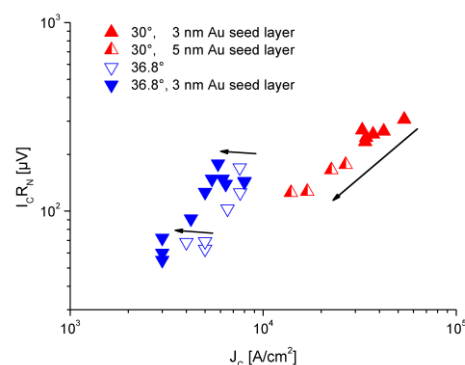 30°, 3 nm Au seed layer
30°, 5 nm Au seed layer
36.8°
36.8°, 3 nm Au seed layer
10³
10²
I_C R_N [µV]
10³ 10⁴ 10⁵
J_C [A/cm²]